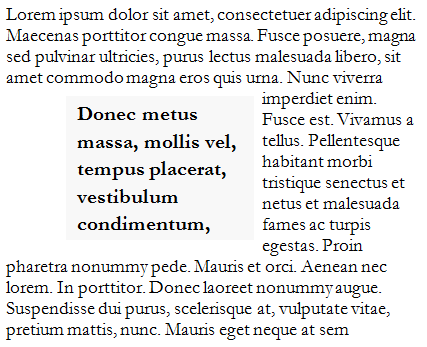 Lorem ipsum dolor sit amet, consectetuer adipiscing elit.
Maecenas porttitor congue massa. Fusce posuere, magna
sed pulvinar ultricies, purus lectus malesuada libero, sit
amet commodo magna eros quis urna. Nunc viverra
imperdiet enim.
Fusce est. Vivamus a
tellus. Pellentesque
habitant morbi
tristique senectus et
netus et malesuada
fames ac turpis
egestas. Proin
Donec metus
massa, mollis vel,
tempus placerat,
vestibulum
condimentum,
pharetra nonummy pede. Mauris et orci. Aenean nec
lorem. In porttitor. Donec laoreet nonummy augue.
Suspendisse dui purus, scelerisque at, vulputate vitae,
pretium mattis, nunc. Mauris eget neque at sem